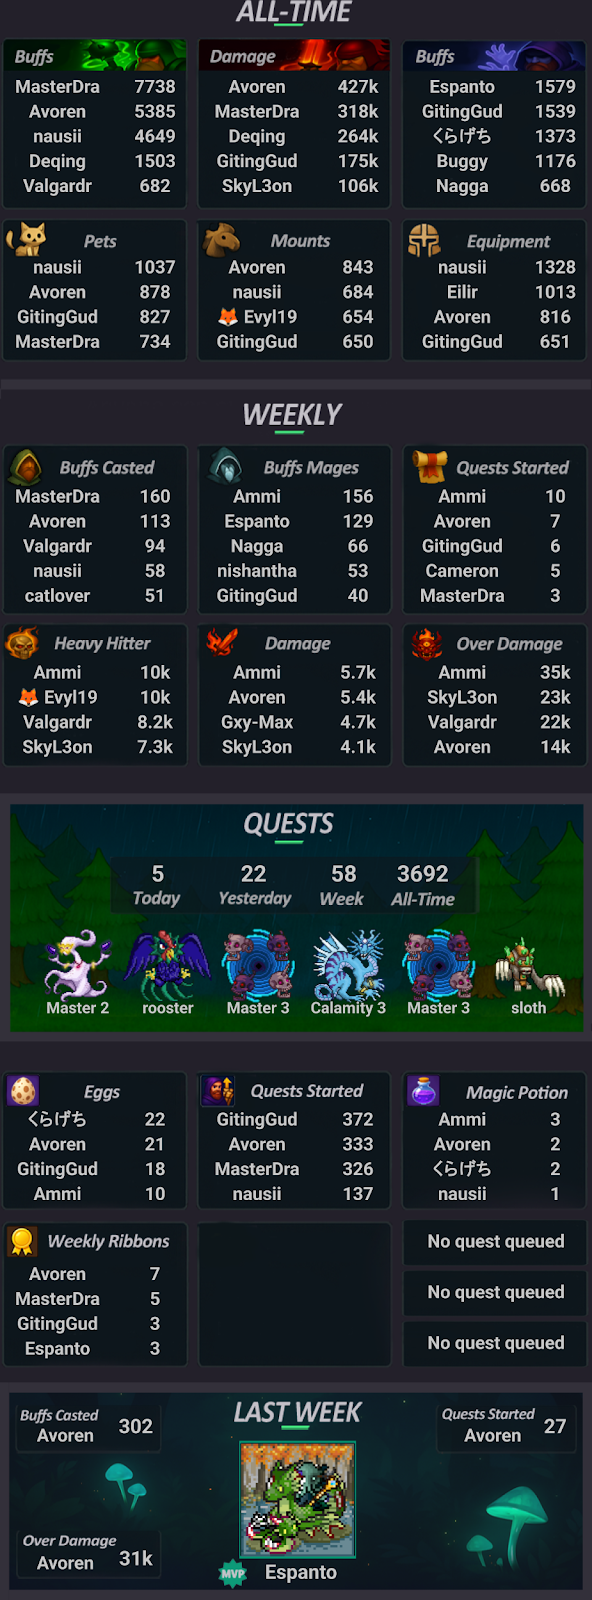 ALL-TIME
Buffs
MasterDra 7738
Avoren 5385
nausii 4649
Deqing 1503
Valgardr 682
Damage
Avoren 427k
MasterDra 318k
Deqing 264k
GitingGud 175k
SkyL3on 106k
Buffs
Espanto 1579
GitingGud 1539
くらげち 1373
Buggy 1176
Nagga 668
Pets
nausii 1037
Avoren 878
GitingGud 827
MasterDra 734
Mounts
Avoren 843
nausii 684
🦊 Evyl19 654
GitingGud 650
Equipment
nausii 1328
Eilir 1013
Avoren 816
GitingGud 651
WEEKLY
Buffs Casted
MasterDra 160
Avoren 113
Valgardr 94
nausii 58
catlover 51
Buffs Mages
Ammi 156
Espanto 129
Nagga 66
nishantha 53
GitingGud 40
Quests Started
Ammi 10
Avoren 7
GitingGud 6
Cameron 5
MasterDra 3
Heavy Hitter
Ammi 10k
🦊 Evyl19 10k
Valgardr 8.2k
SkyL3on 7.3k
Damage
Ammi 5.7k
Avoren 5.4k
Gxy-Max 4.7k
SkyL3on 4.1k
Over Damage
Ammi 35k
SkyL3on 23k
Valgardr 22k
Avoren 14k
QUESTS
5 22 58 3692
Today Yesterday Week All-Time
Master 2 rooster Master 3 Calamity 3 Master 3 sloth
Eggs
くらげち 22
Avoren 21
GitingGud 18
Ammi 10
Quests Started
GitingGud 372
Avoren 333
MasterDra 326
nausii 137
Magic Potion
Ammi 3
Avoren 2
くらげち 2
nausii 1
Weekly Ribbons
Avoren 7
MasterDra 5
GitingGud 3
Espanto 3
No quest queued
No quest queued
No quest queued
LAST WEEK
Buffs Casted
Avoren 302
Quests Started
Avoren 27
Over Damage
Avoren 31k
MVP Espanto